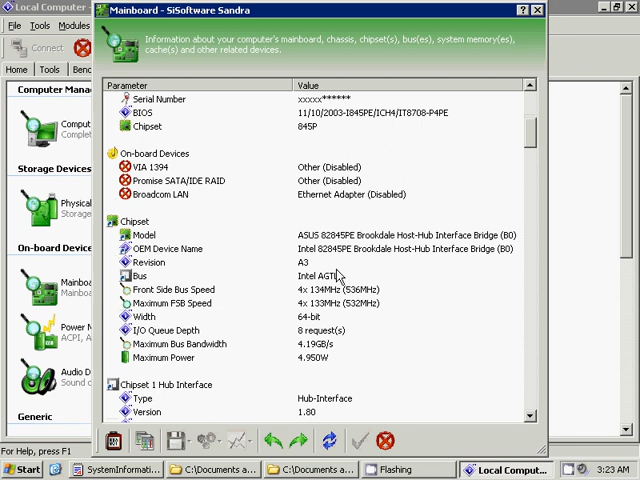 Local Computer -
Mainboard - SiSoftware Sandra
File Tools Modules
Connect
Home Tools Benc
Information about your computer's mainboard, chassis, chipset(s), bus(es), system memory(es),
cache(s) and other related devices.
Computer Mana
Comput
Complet
Storage Devices
Physical
Storage
On-board Devices
Mainboa
Mainboa
Power M
ACPI, A
Audio D
Sound c
Generic
Parameter Value
Serial Number xxxxx******
BIOS 11/10/2003-I845PE/ICH4/IT8708-P4PE
Chipset 845P
On-board Devices
VIA 1394 Other (Disabled)
Promise SATA/IDE RAID Other (Disabled)
Broadcom LAN Ethernet Adapter (Disabled)
Chipset
Model ASUS 82845PE Brookdale Host-Hub Interface Bridge (B0)
OEM Device Name Intel 82845PE Brookdale Host-Hub Interface Bridge (B0)
Revision A3
Bus Intel AGTL
Front Side Bus Speed 4x 134MHz (536MHz)
Maximum FSB Speed 4x 133MHz (532MHz)
Width 64-bit
I/O Queue Depth 8 request(s)
Maximum Bus Bandwidth 4.19GB/s
Maximum Power 4.950W
Chipset 1 Hub Interface
Type Hub-Interface
Version 1.80
For Help, press F1
Start SystemInformati... C:\Documents a... C:\Documents a... Flashing Local Comput... 3:23 AM